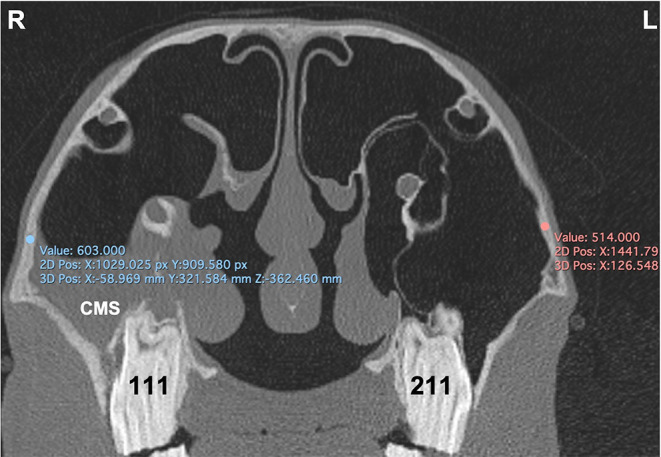 R
L
Value: 603.000
2D Pos: X:1029.025 px Y:909.580 px
3D Pos: X:-58.969 mm Y:321.584 mm Z:-362.460 mm
Value: 514.000
2D Pos: X:1441.79
3D Pos: X:126.548
CMS
111
211